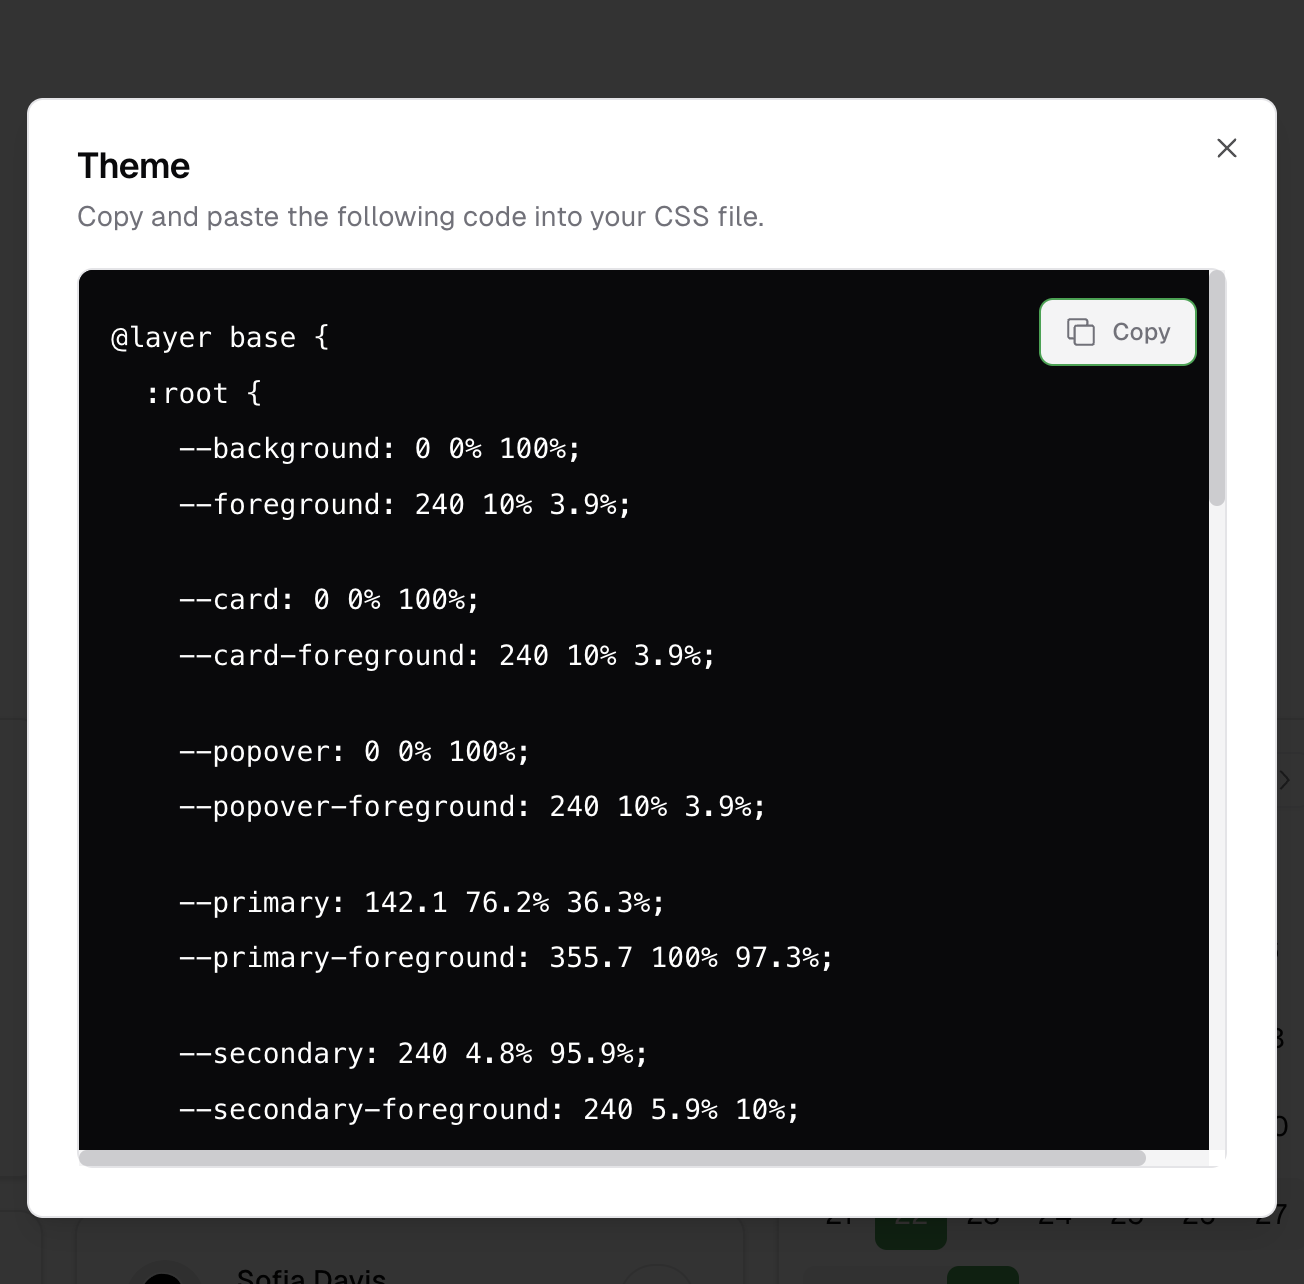 Theme
Copy and paste the following code into your CSS file.
Copy
@layer base {
  :root {
    --background: 0 0% 100%;
    --foreground: 240 10% 3.9%;
    --card: 0 0% 100%;
    --card-foreground: 240 10% 3.9%;
    --popover: 0 0% 100%;
    --popover-foreground: 240 10% 3.9%;
    --primary: 142.1 76.2% 36.3%;
    --primary-foreground: 355.7 100% 97.3%;
    --secondary: 240 4.8% 95.9%;
    --secondary-foreground: 240 5.9% 10%;
21 22 23 24 25 26 27
Sofia Davis